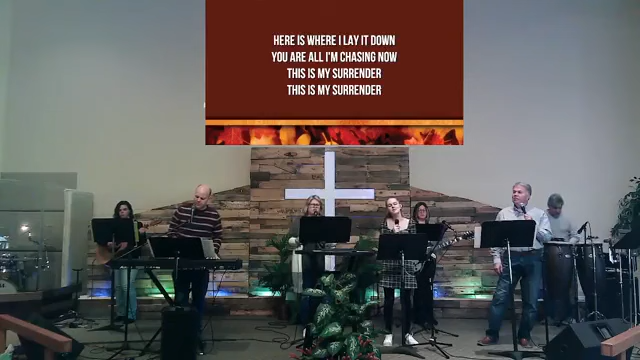 HERE IS WHERE I LAY IT DOWN
YOU ARE ALL I'M CHASING NOW
THIS IS MY SURRENDER
THIS IS MY SURRENDER